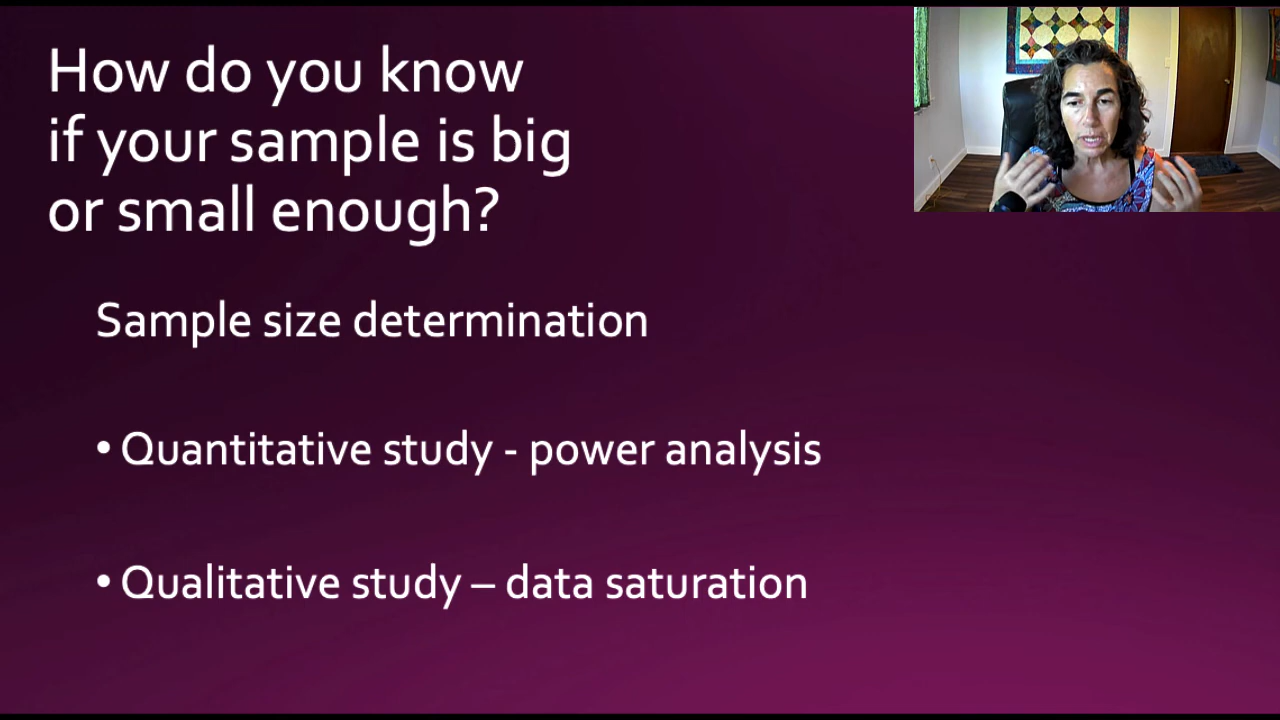 How do you know
if your sample is big
or small enough?
Sample size determination
• Quantitative study - power analysis
• Qualitative study – data saturation